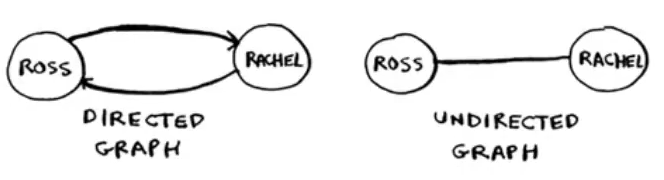 ROSS
RACHEL
DIRECTED
GRAPH
ROSS
RACHEL
UNDIRECTED
GRAPH